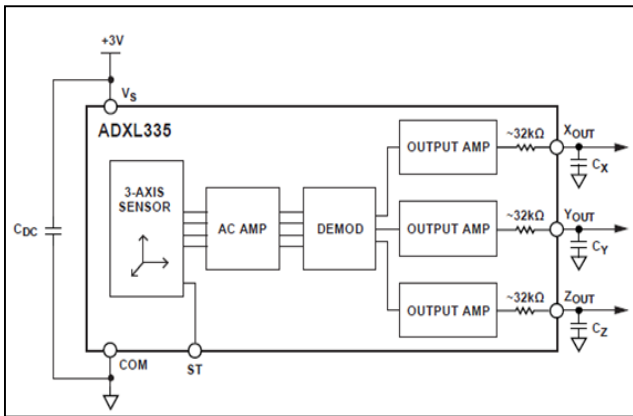 +3V
VS
ADXL335
3-AXIS
SENSOR
AC AMP
DEMOD
OUTPUT AMP
~32kΩ
XOUT
CX
OUTPUT AMP
~32kΩ
YOUT
CY
OUTPUT AMP
~32kΩ
ZOUT
CZ
CDC
COM
ST